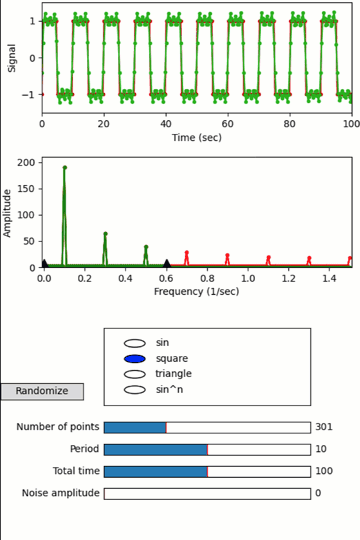 1
0
−1
Signal
0 20 40 60 80 100
Time (sec)
200
150
100
50
0
Amplitude
0.0 0.2 0.4 0.6 0.8 1.0 1.2 1.4
Frequency (1/sec)
sin
square
triangle
sin^n
Randomize
Number of points 301
Period 10
Total time 100
Noise amplitude 0